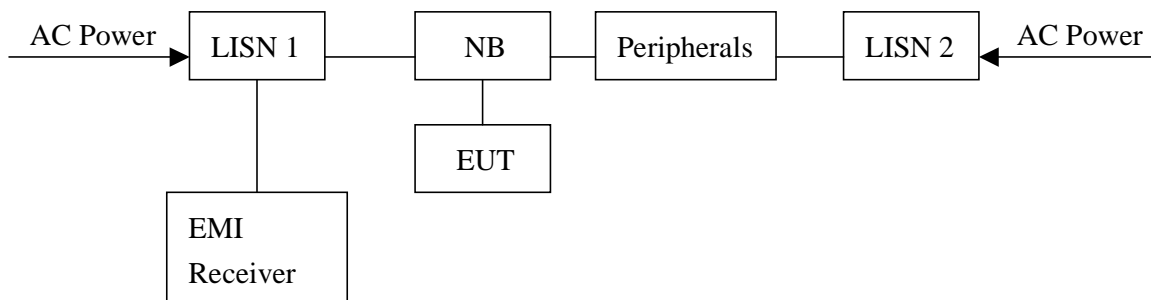 AC Power
LISN 1
NB
Peripherals
LISN 2
AC Power
EUT
EMI
Receiver